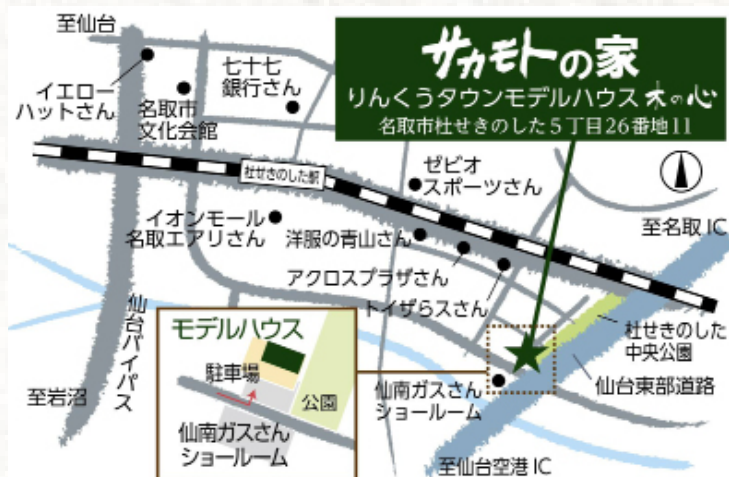 至仙台
イエロー
ハットさん
名取市
文化会館
七十七
銀行さん
サカモトの家
りんくうタウンモデルハウス 木の心
名取市杜せきのした5丁目26番地11
杜せきのした駅
ゼビオ
スポーツさん
至名取IC
イオンモール
名取エアリさん
洋服の青山さん
アクロスプラザさん
トイザらスさん
仙台バイパス
至岩沼
モデルハウス
駐車場
公園
仙南ガスさん
ショールーム
仙南ガスさん
ショールーム
杜せきのした
中央公園
仙台東部道路
至仙台空港IC